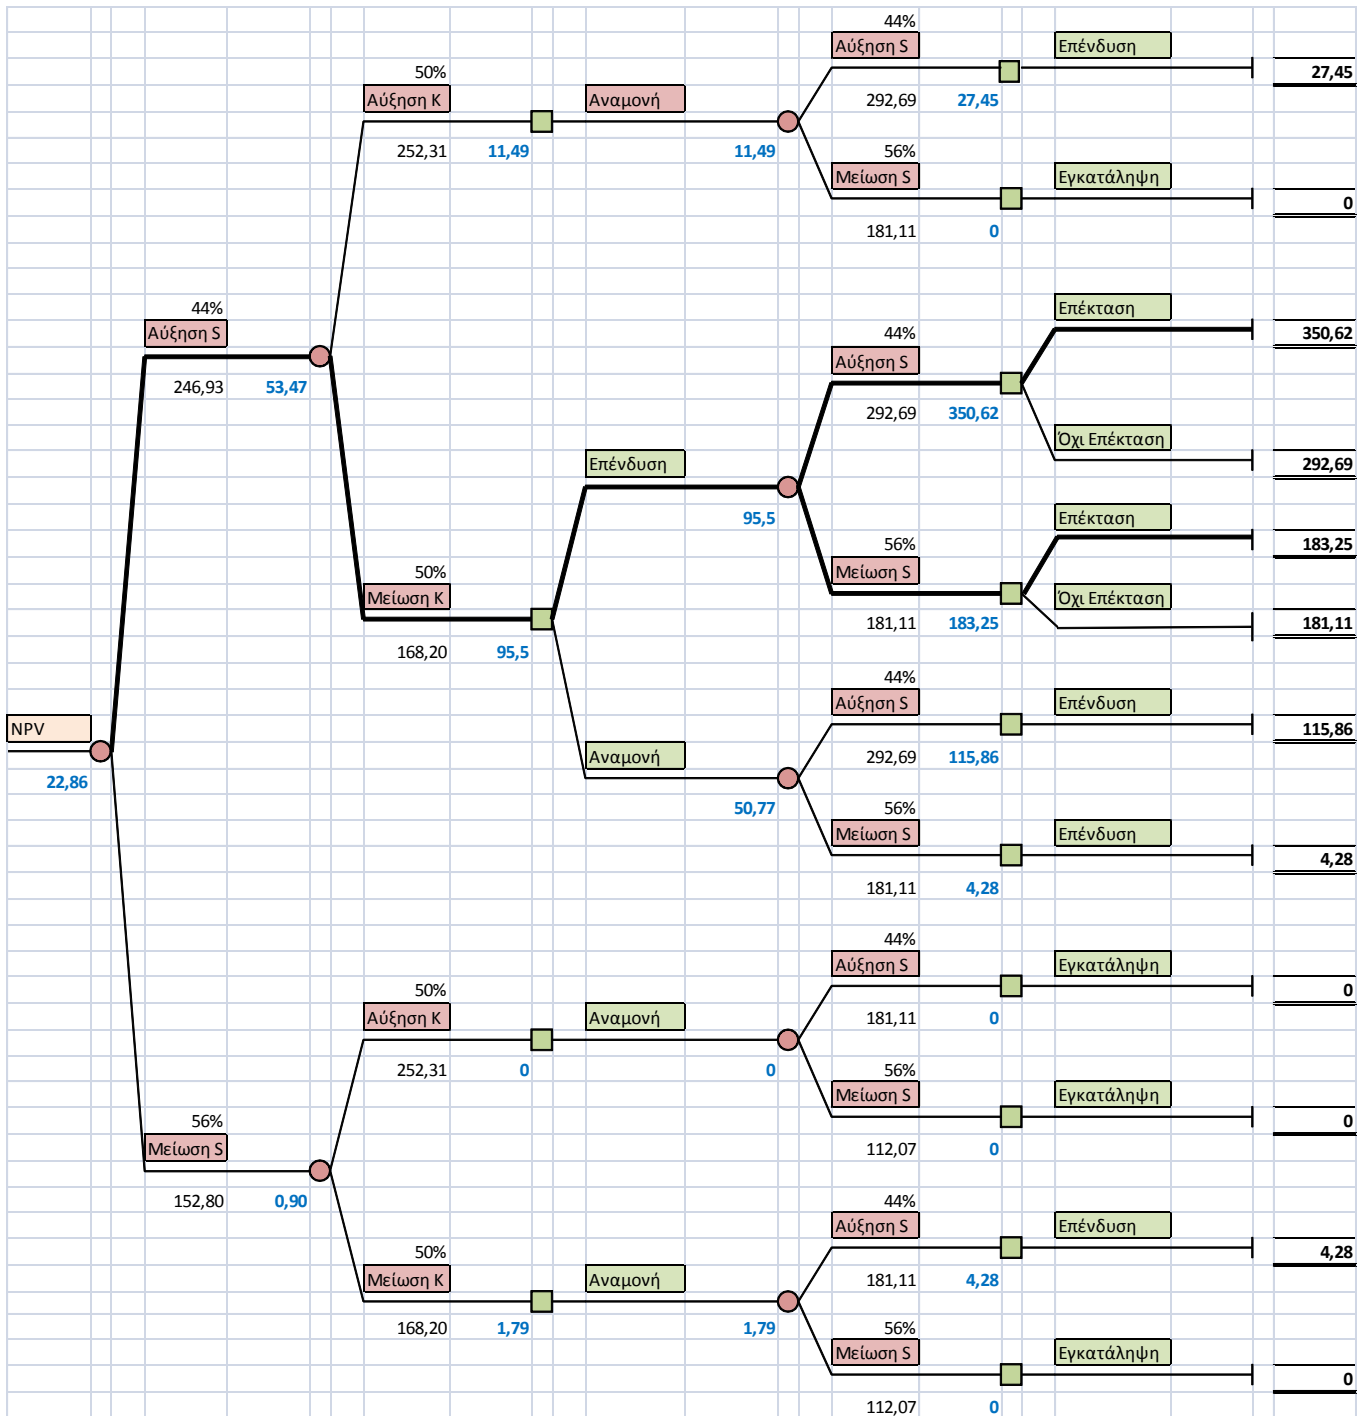 44%
Αύξηση S
Επένδυση
27,45
50%
Αύξηση K
Αναμονή
292,69
27,45
252,31
11,49
11,49
56%
Μείωση S
Εγκατάληψη
0
181,11
0
44%
Αύξηση S
246,93
53,47
Επέκταση
350,62
44%
Αύξηση S
292,69
350,62
Όχι Επέκταση
292,69
Επένδυση
95,5
Επέκταση
183,25
56%
Μείωση S
50%
Μείωση K
Όχι Επέκταση
181,11
181,11
183,25
168,20
95,5
44%
Αύξηση S
Επένδυση
115,86
NPV
22,86
Αναμονή
292,69
115,86
50,77
56%
Μείωση S
Επένδυση
4,28
181,11
4,28
44%
Αύξηση S
Εγκατάληψη
0
50%
Αύξηση K
Αναμονή
181,11
0
252,31
0
0
56%
Μείωση S
Εγκατάληψη
0
112,07
0
56%
Μείωση S
152,80
0,90
44%
Αύξηση S
Επένδυση
4,28
50%
Μείωση K
Αναμονή
181,11
4,28
168,20
1,79
1,79
56%
Μείωση S
Εγκατάληψη
0
112,07
0